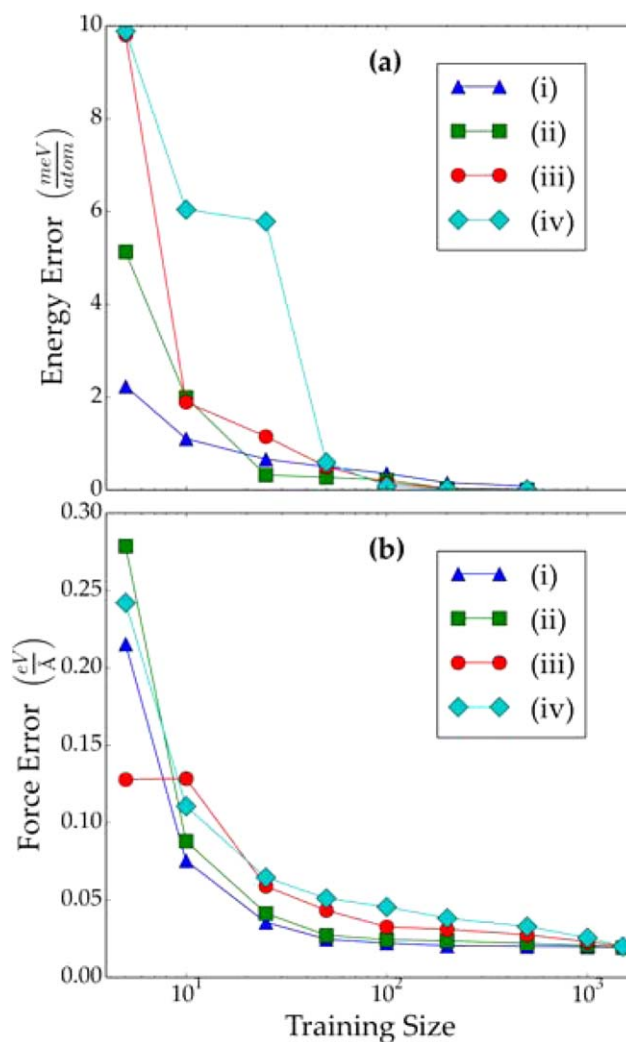 (a)
10
8
6
4
2
0
Energy Error (meV/atom)
(i)
(ii)
(iii)
(iv)
(b)
0.30
0.25
0.20
0.15
0.10
0.05
0.00
Force Error (eV/Å)
(i)
(ii)
(iii)
(iv)
10¹ 10² 10³
Training Size